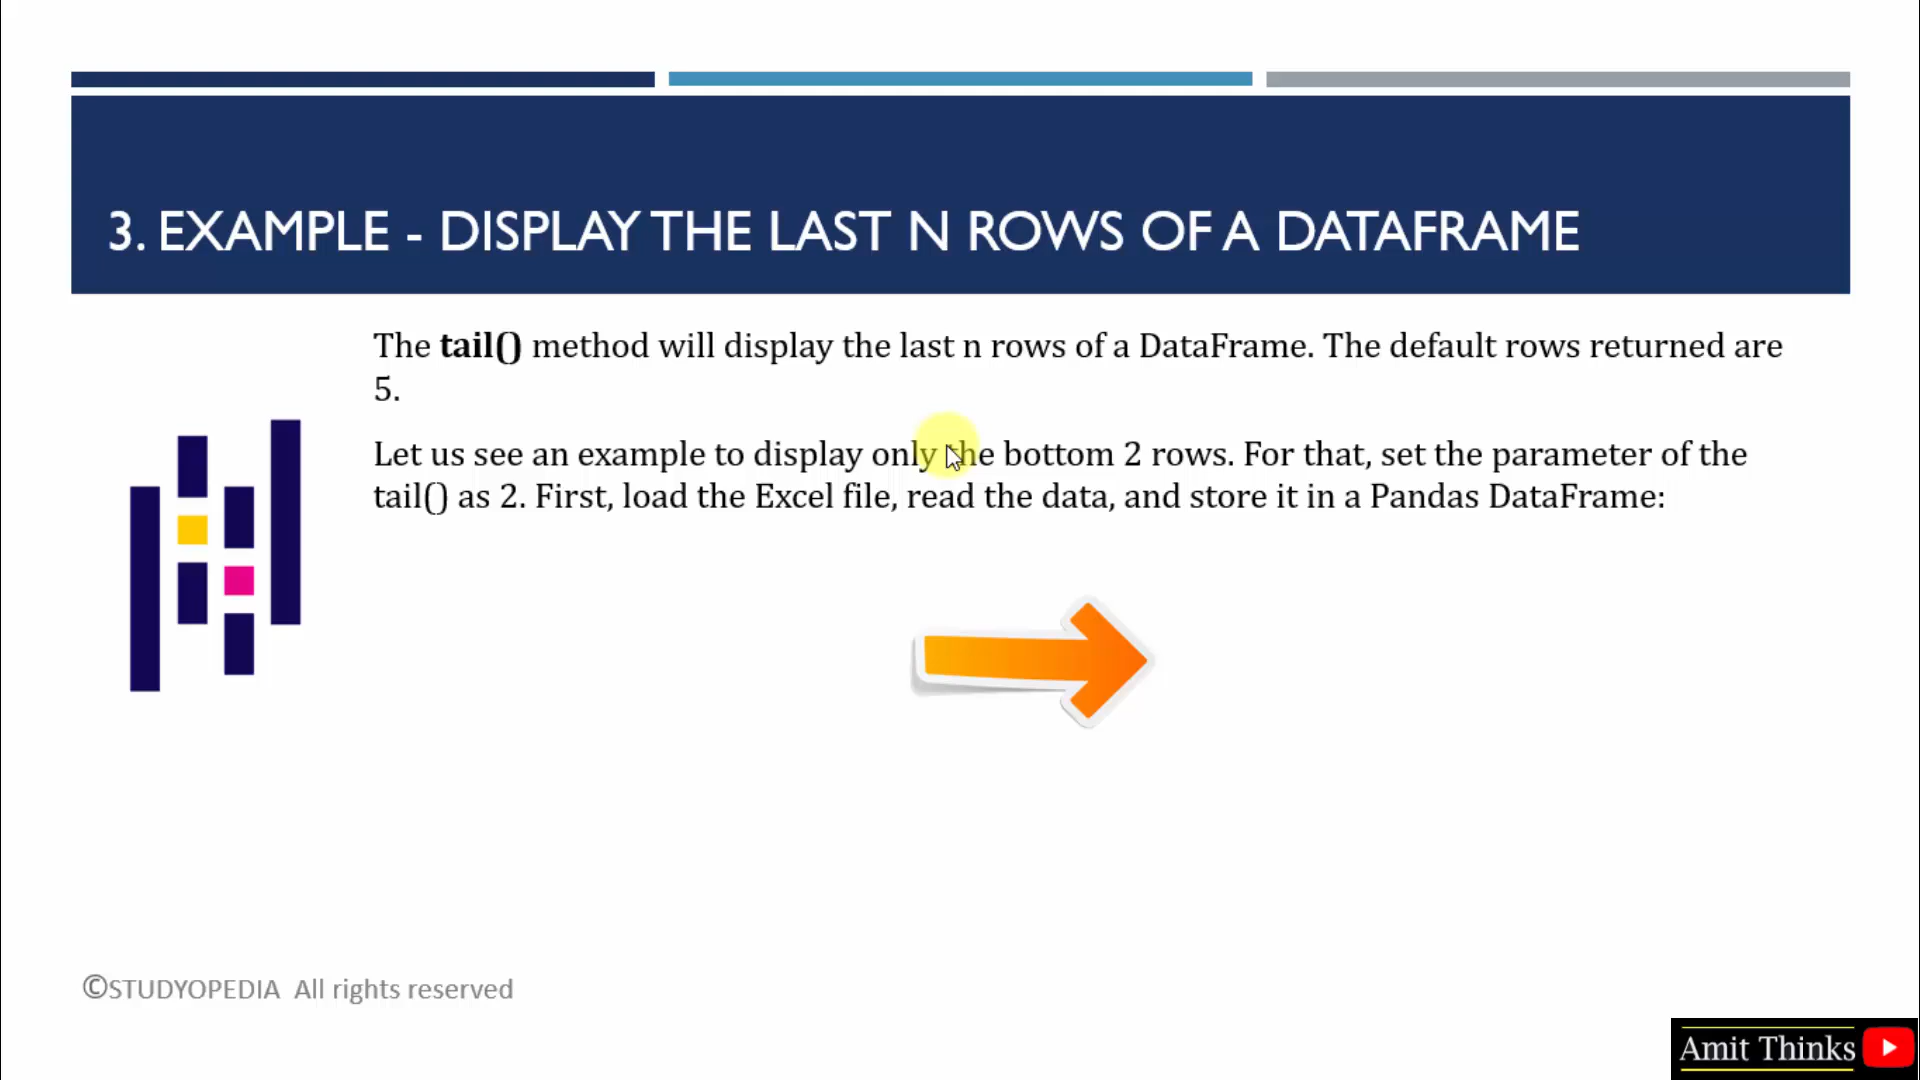 3. EXAMPLE - DISPLAY THE LAST N ROWS OF A DATAFRAME
The tail() method will display the last n rows of a DataFrame. The default rows returned are
5.
Let us see an example to display only the bottom 2 rows. For that, set the parameter of the
tail() as 2. First, load the Excel file, read the data, and store it in a Pandas DataFrame:
©STUDYOPEDIA All rights reserved
Amit Thinks